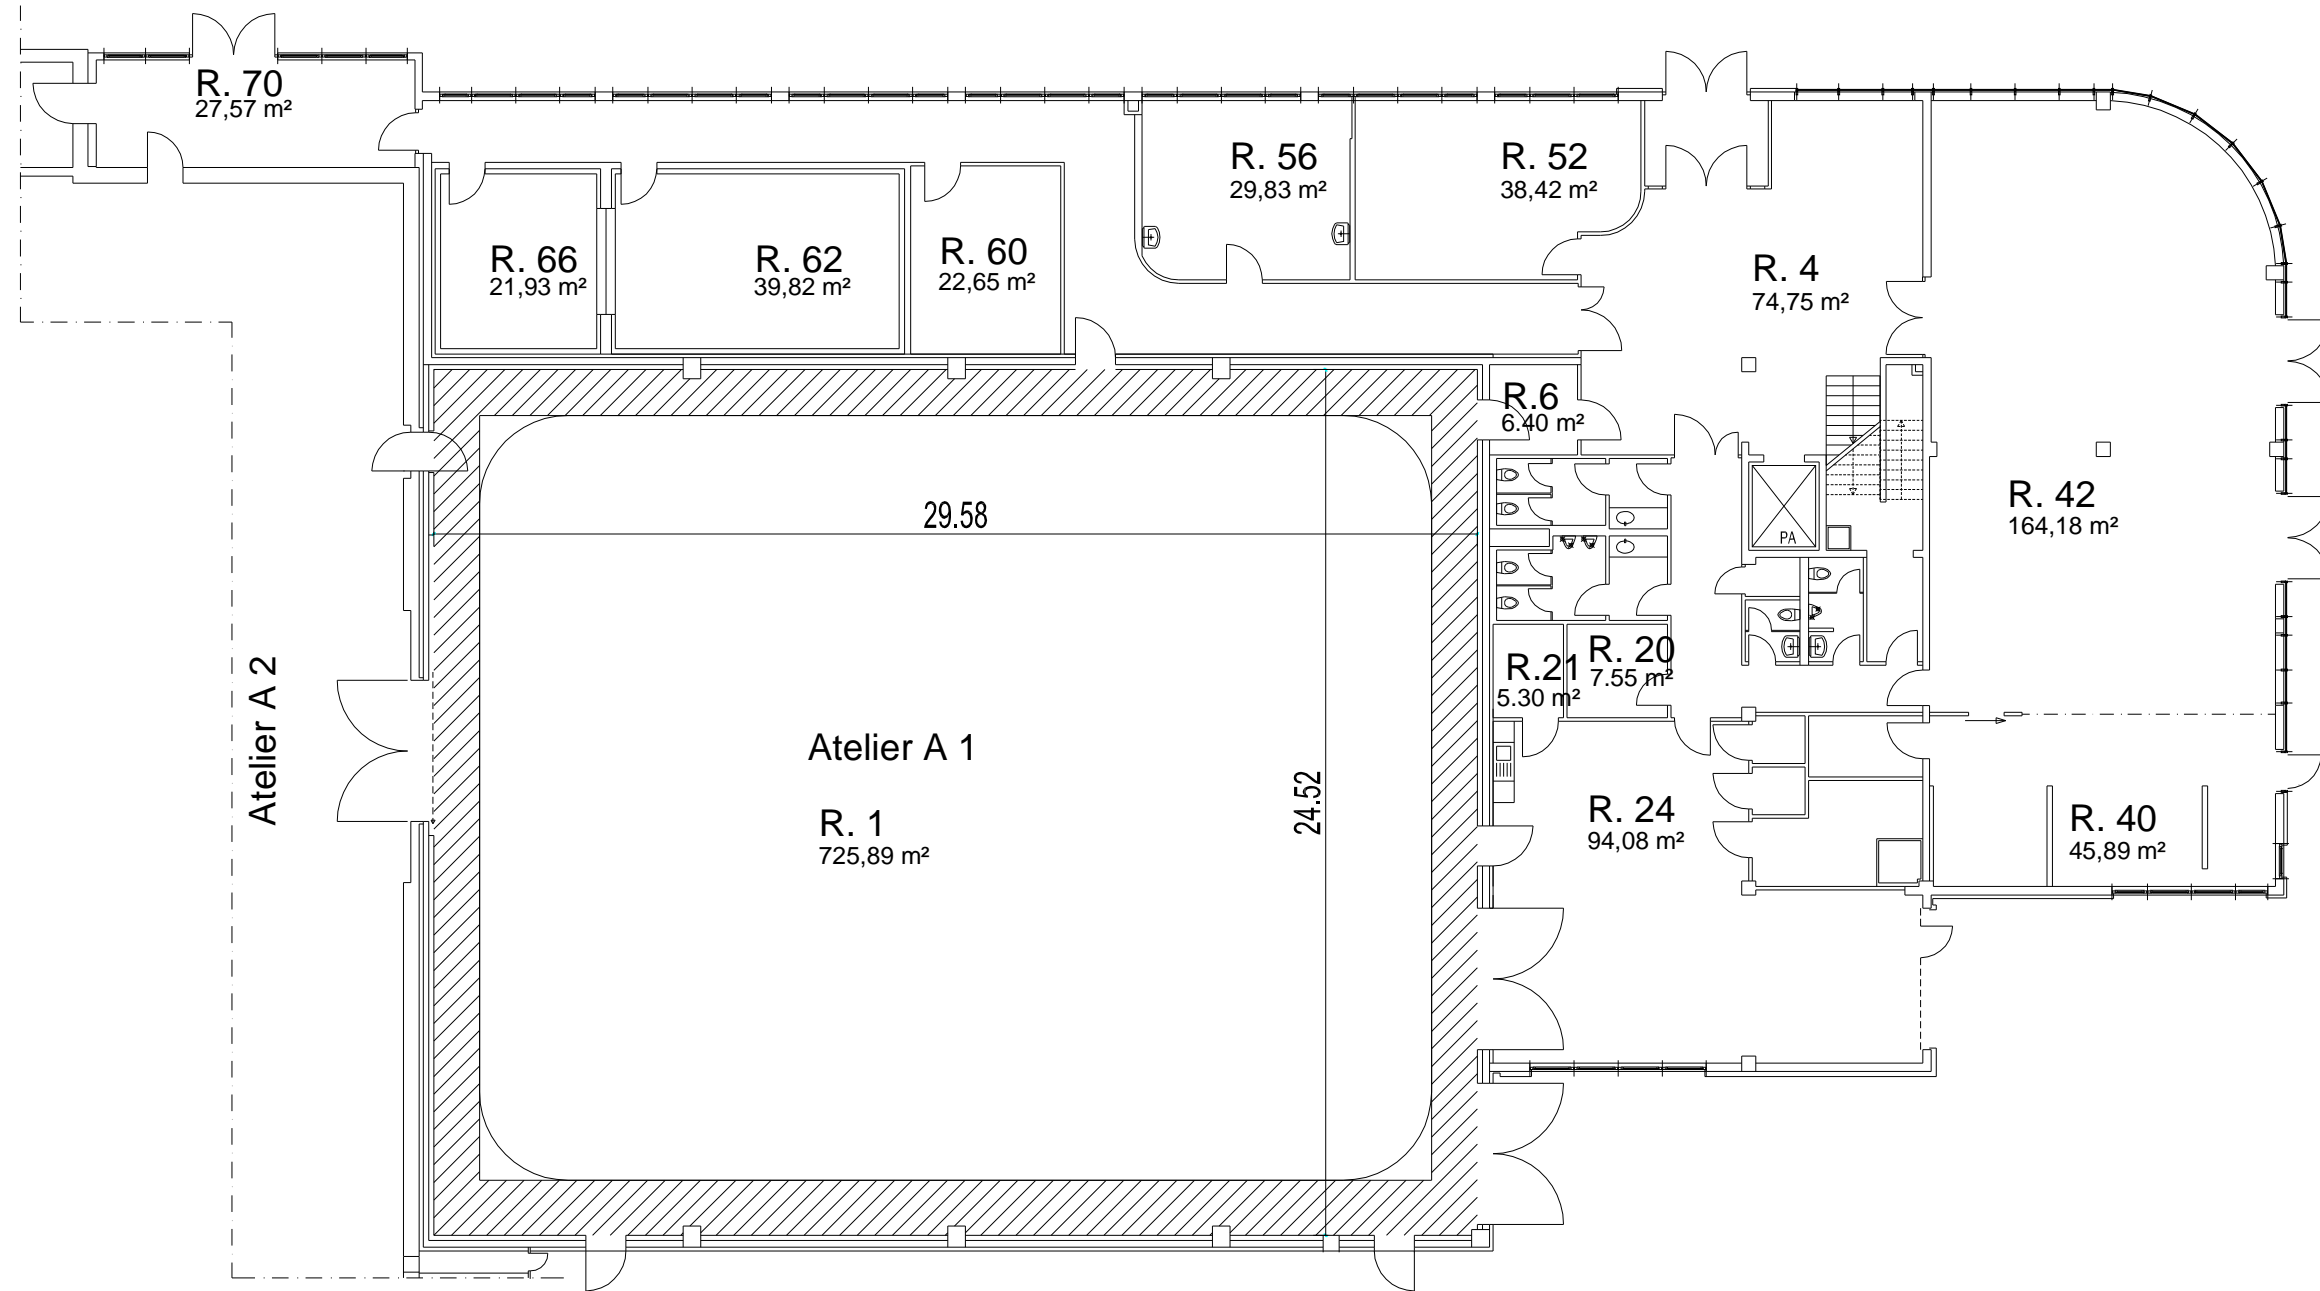 R. 70
27,57 m²
R. 56
29,83 m²
R. 52
38,42 m²
R. 66
21,93 m²
R. 62
39,82 m²
R. 60
22,65 m²
R. 4
74,75 m²
R.6
6.40 m²
29.58
R. 42
164,18 m²
PA
R.21
5.30 m²
R. 20
7.55 m²
Atelier A 2
Atelier A 1
R. 1
725,89 m²
24.52
R. 24
94,08 m²
R. 40
45,89 m²